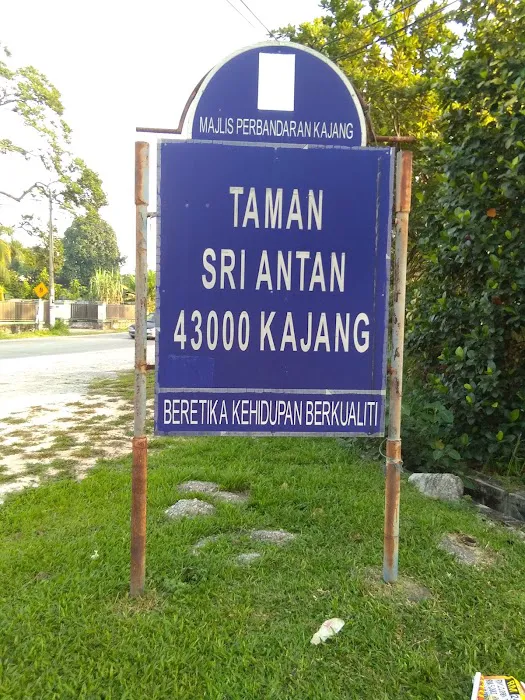 MAJLIS PERBANDARAN KAJANG
TAMAN
SRI ANTAN
43000 KAJANG
BERETIKA KEHIDUPAN BERKUALITI